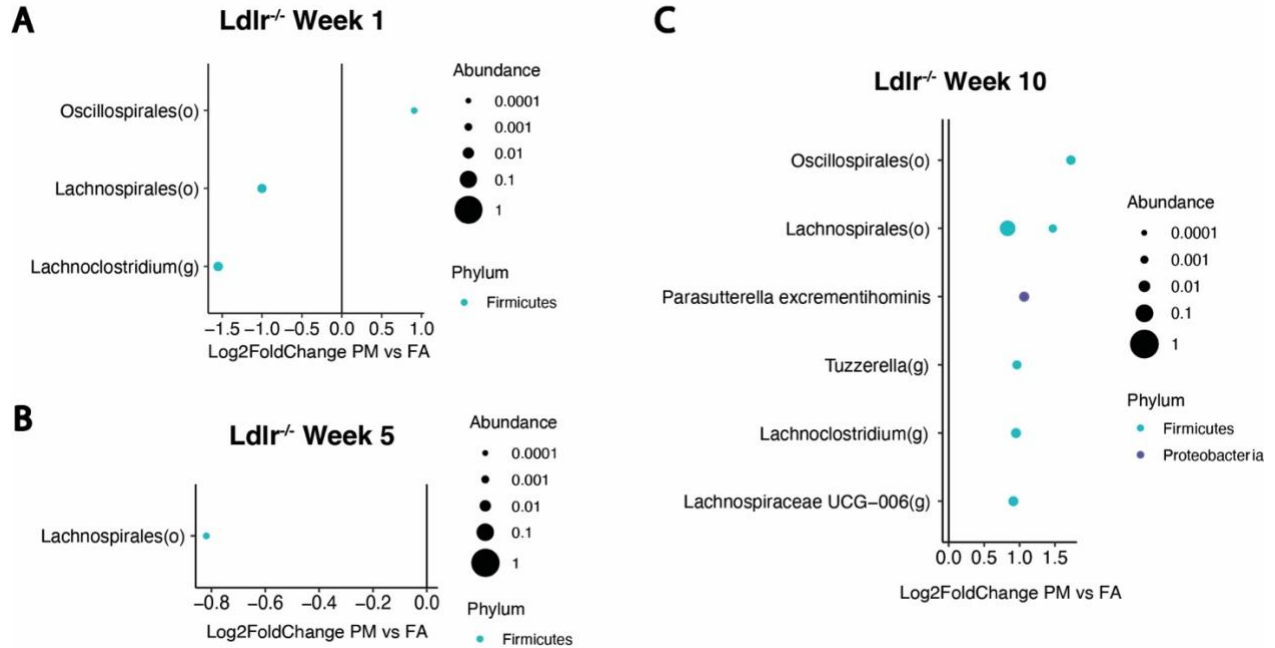 A
Ldlr-/- Week 1
Oscillospirales(o)
Lachnospirales(o)
Lachnoclostridium(g)
−1.5 −1.0 −0.5 0.0 0.5 1.0
Log2FoldChange PM vs FA
Abundance
0.0001
0.001
0.01
0.1
1
Phylum
Firmicutes
B
Ldlr-/- Week 5
Lachnospirales(o)
−0.8 −0.6 −0.4 −0.2 0.0
Log2FoldChange PM vs FA
Abundance
0.0001
0.001
0.01
0.1
1
Phylum
Firmicutes
C
Ldlr-/- Week 10
Oscillospirales(o)
Lachnospirales(o)
Parasutterella excrementihominis
Tuzzerella(g)
Lachnoclostridium(g)
Lachnospiraceae UCG−006(g)
0.0 0.5 1.0 1.5
Log2FoldChange PM vs FA
Abundance
0.0001
0.001
0.01
0.1
1
Phylum
Firmicutes
Proteobacteria